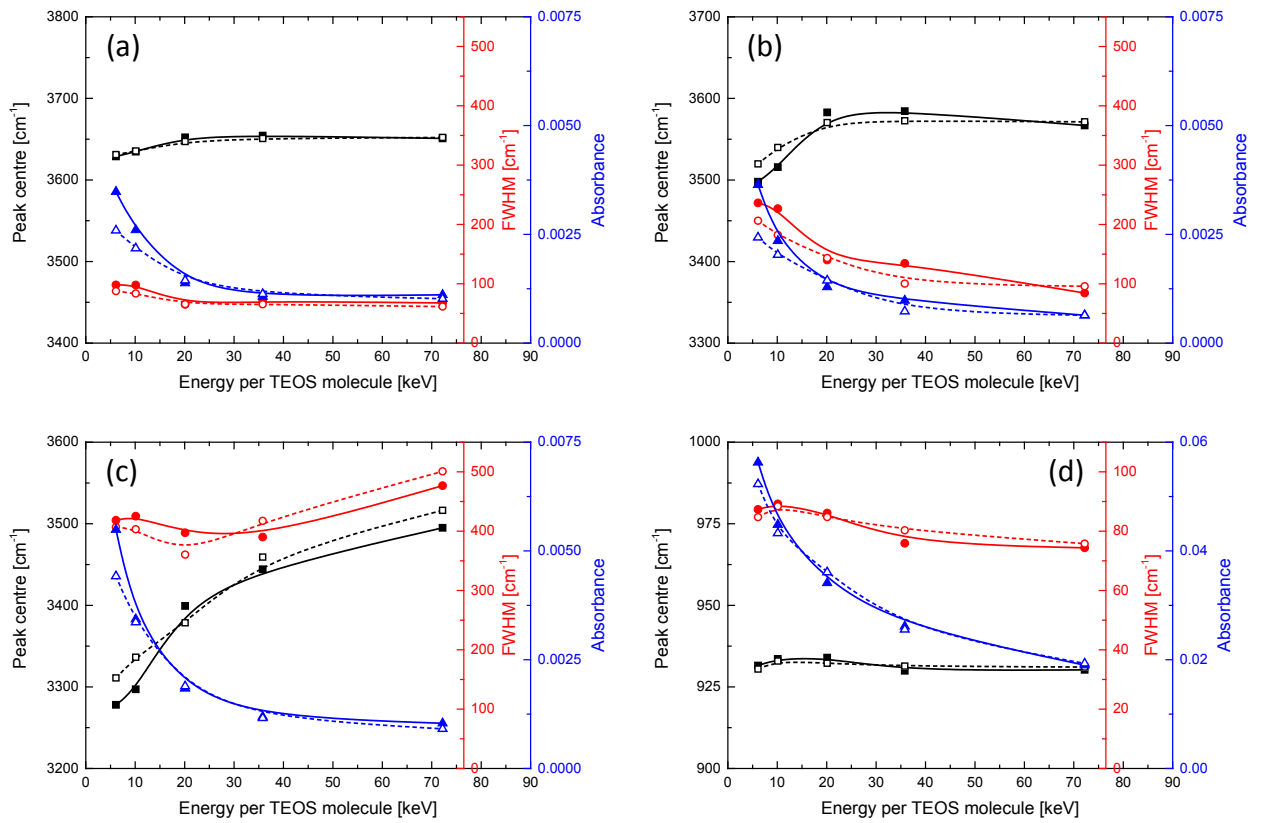 (a)
3800
3700
3600
3500
3400
Peak centre [cm⁻¹]
0 10 20 30 40 50 60 70 80 90
Energy per TEOS molecule [keV]
500
400
300
200
100
0
FWHM [cm⁻¹]
0.0075
0.0050
0.0025
0.0000
Absorbance
(b)
3700
3600
3500
3400
3300
Peak centre [cm⁻¹]
0 10 20 30 40 50 60 70 80 90
Energy per TEOS molecule [keV]
500
400
300
200
100
0
FWHM [cm⁻¹]
0.0075
0.0050
0.0025
0.0000
Absorbance
(c)
3600
3500
3400
3300
3200
Peak centre [cm⁻¹]
0 10 20 30 40 50 60 70 80 90
Energy per TEOS molecule [keV]
500
400
300
200
100
0
FWHM [cm⁻¹]
0.0075
0.0050
0.0025
0.0000
Absorbance
(d)
1000
975
950
925
900
Peak centre [cm⁻¹]
0 10 20 30 40 50 60 70 80 90
Energy per TEOS molecule [keV]
100
80
60
40
20
0
FWHM [cm⁻¹]
0.06
0.04
0.02
0.00
Absorbance